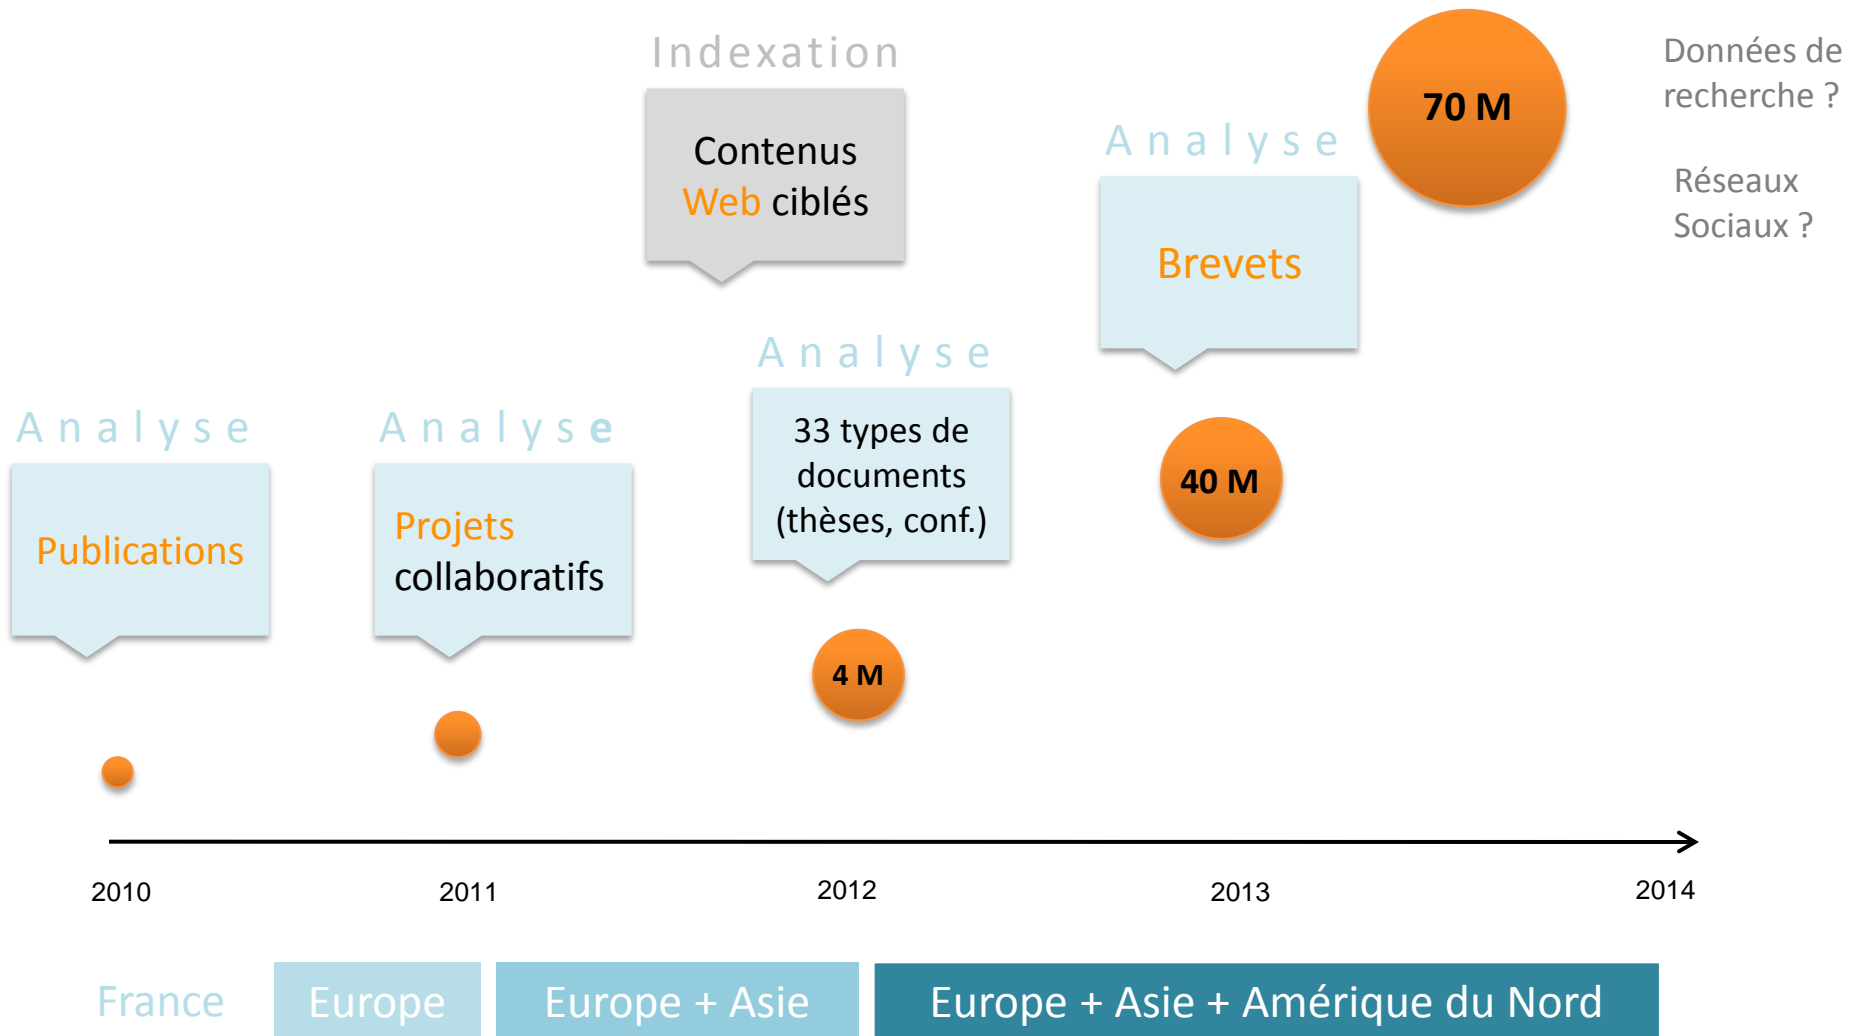 Indexation
Contenus
Web ciblés
Analyse
Brevets
70 M
Données de
recherche ?
Réseaux
Sociaux ?
Analyse
Publications
Analyse
Projets
collaboratifs
Analyse
33 types de
documents
(thèses, conf.)
40 M
4 M
2010
2011
2012
2013
2014
France
Europe
Europe + Asie
Europe + Asie + Amérique du Nord